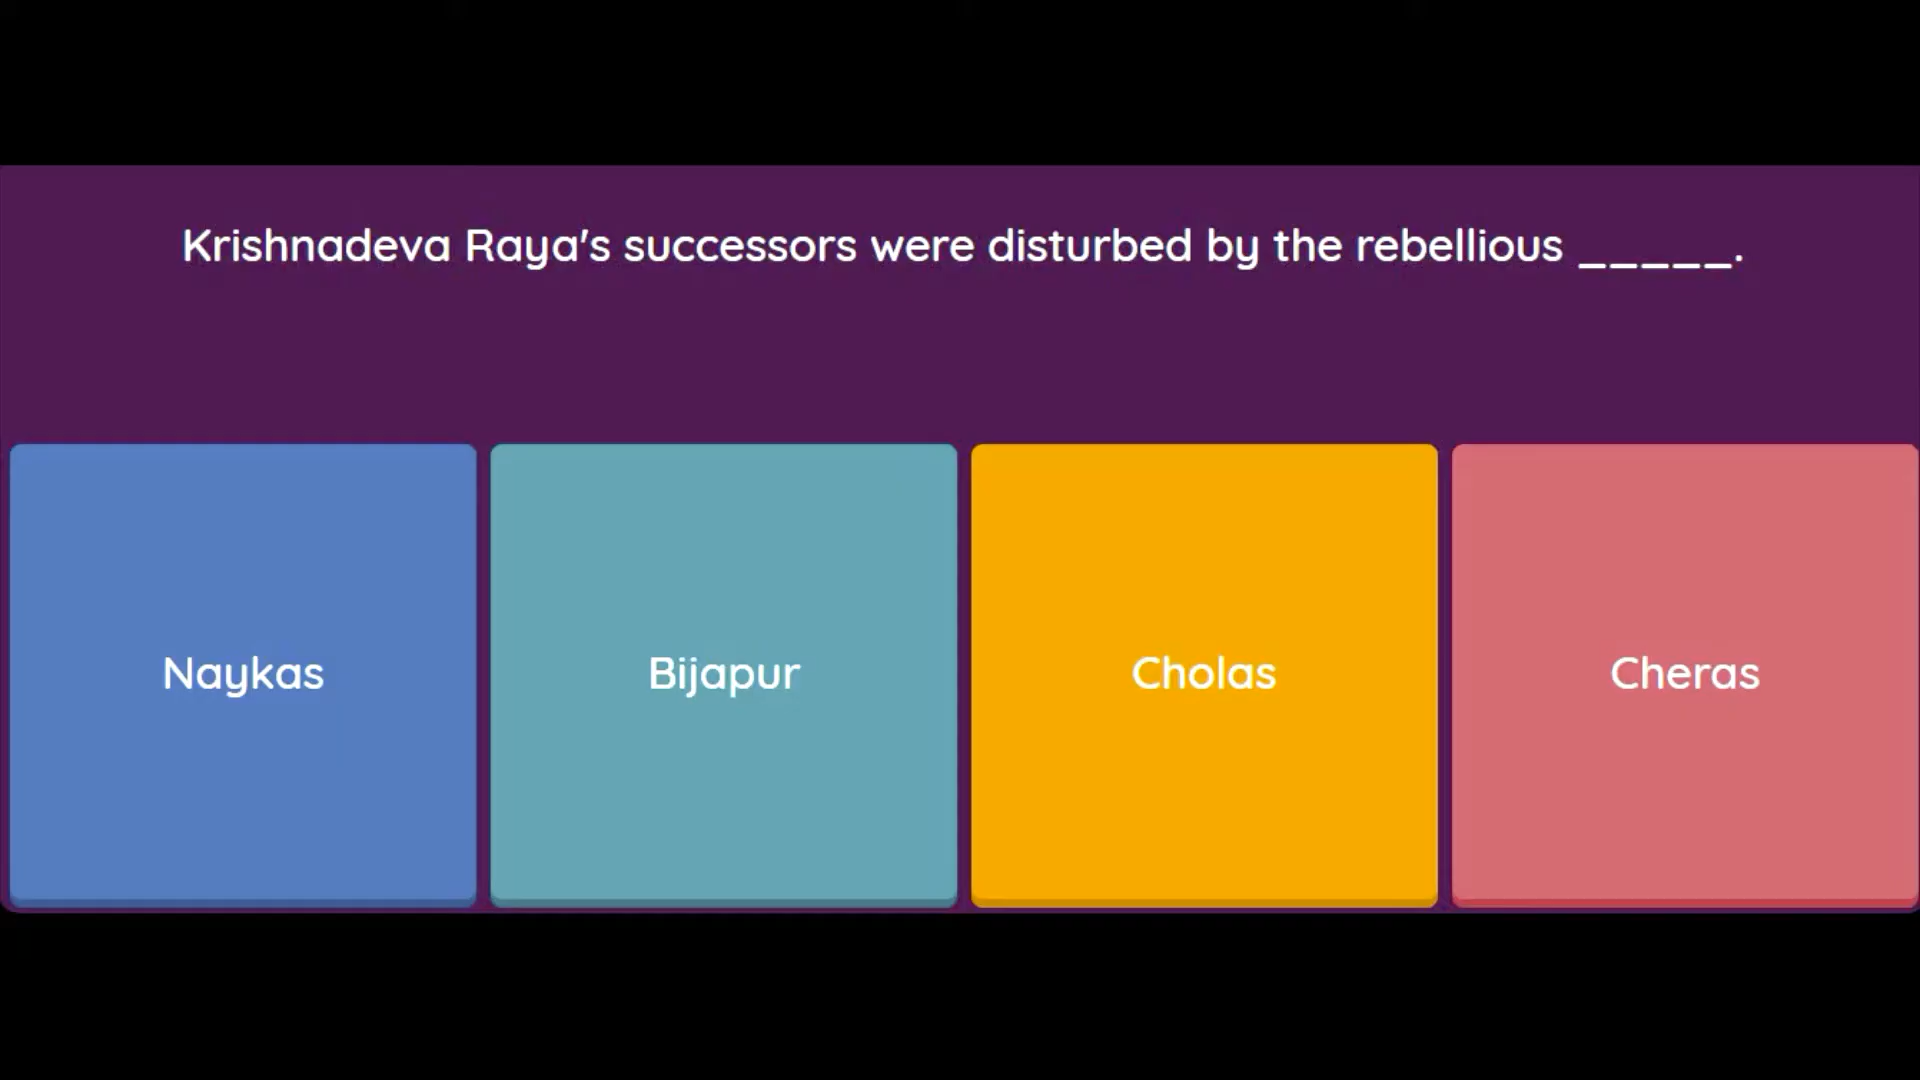 Krishnadeva Raya's successors were disturbed by the rebellious _____.
Naykas
Bijapur
Cholas
Cheras